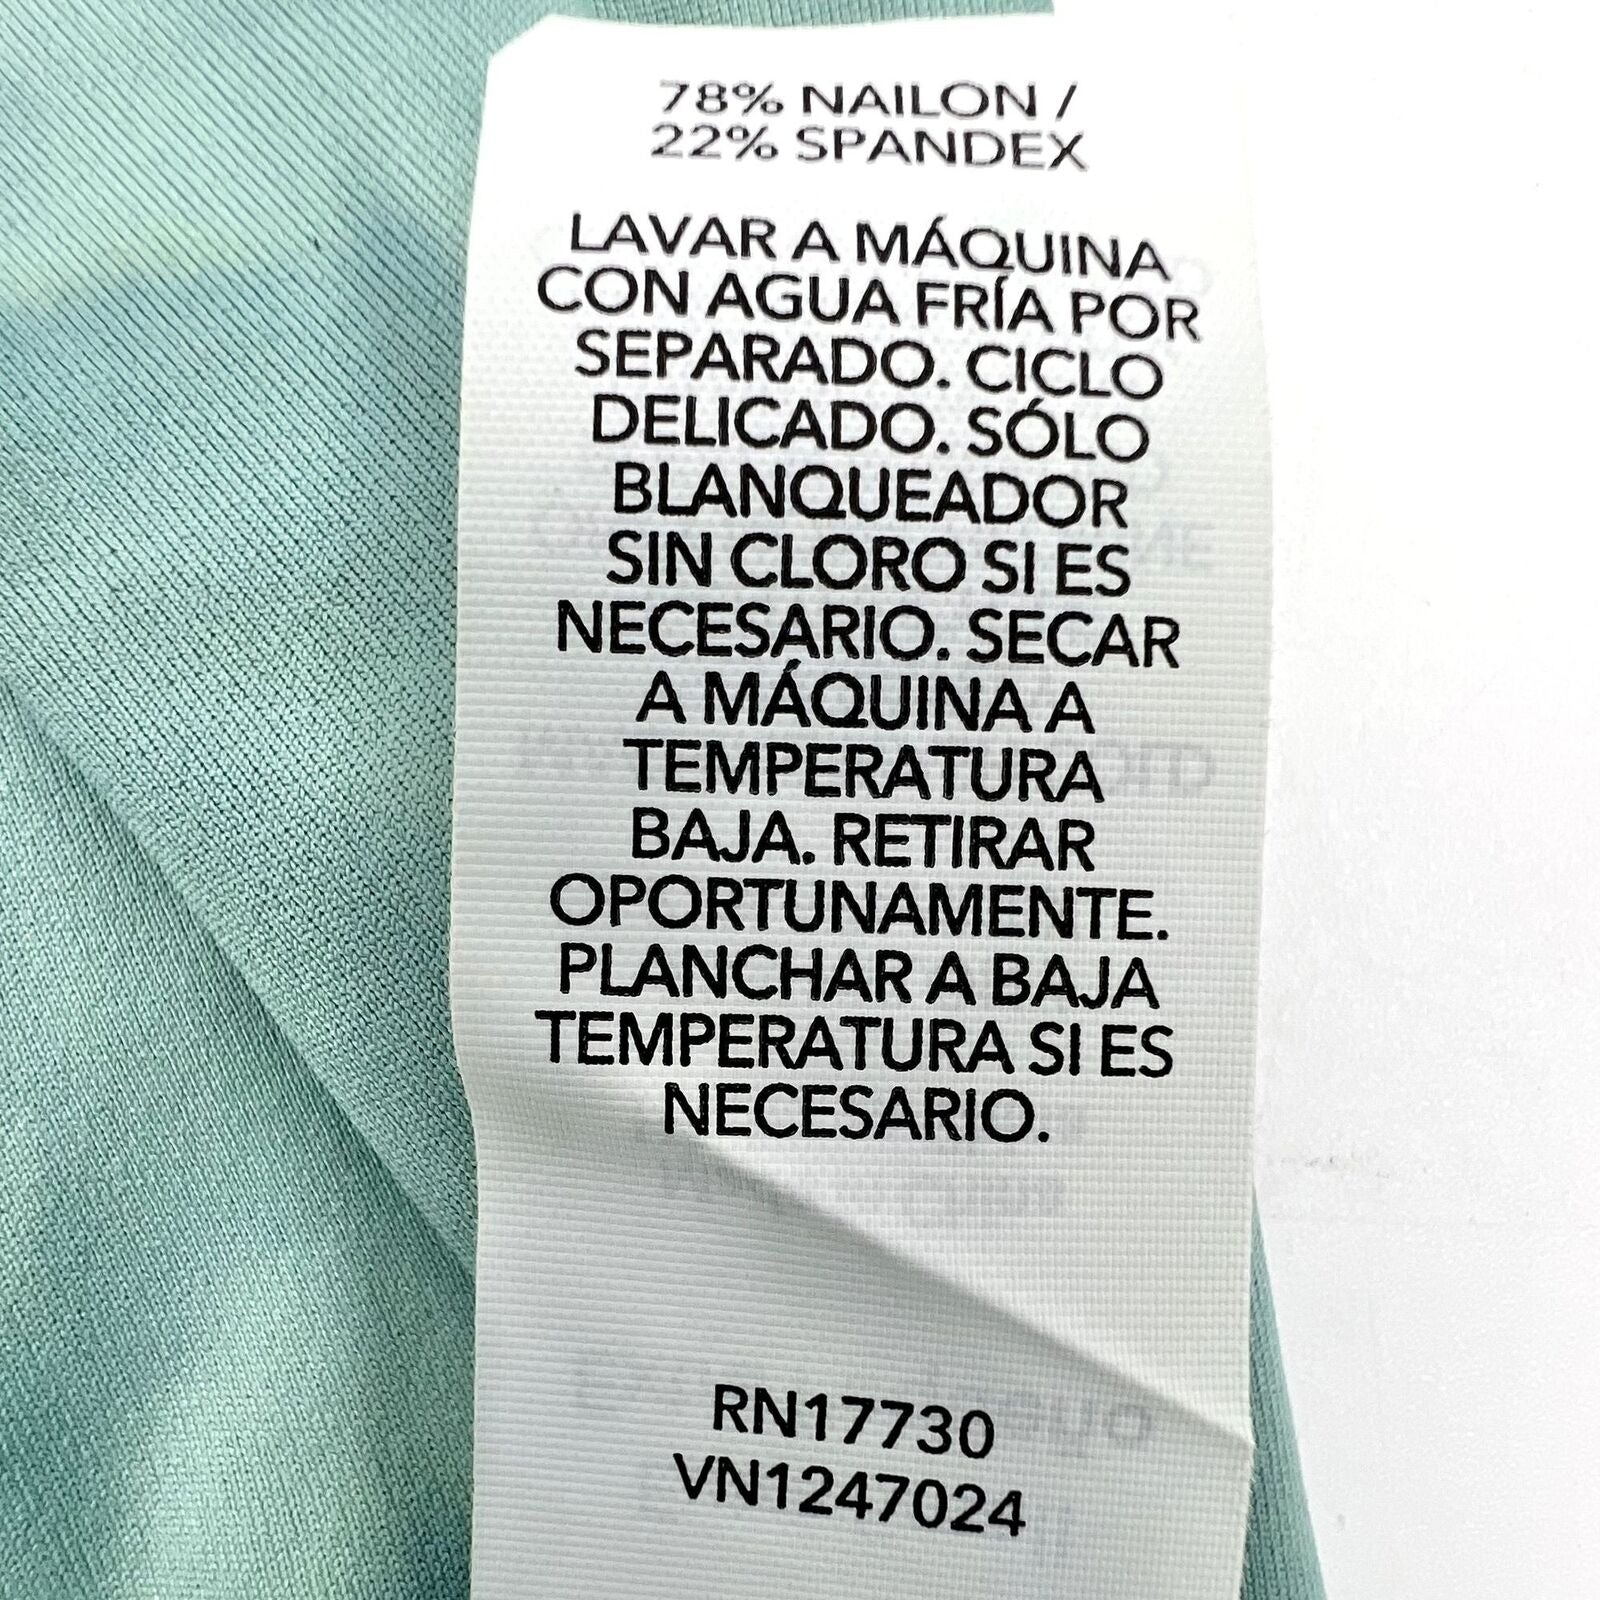 78% NAILON /
22% SPANDEX
LAVAR A MÁQUINA
CON AGUA FRÍA POR
SEPARADO. CICLO
DELICADO. SÓLO
BLANQUEADOR
SIN CLORO SI ES
NECESARIO. SECAR
A MÁQUINA A
TEMPERATURA
BAJA. RETIRAR
OPORTUNAMENTE.
PLANCHAR A BAJA
TEMPERATURA SI ES
NECESARIO.
RN17730
VN1247024